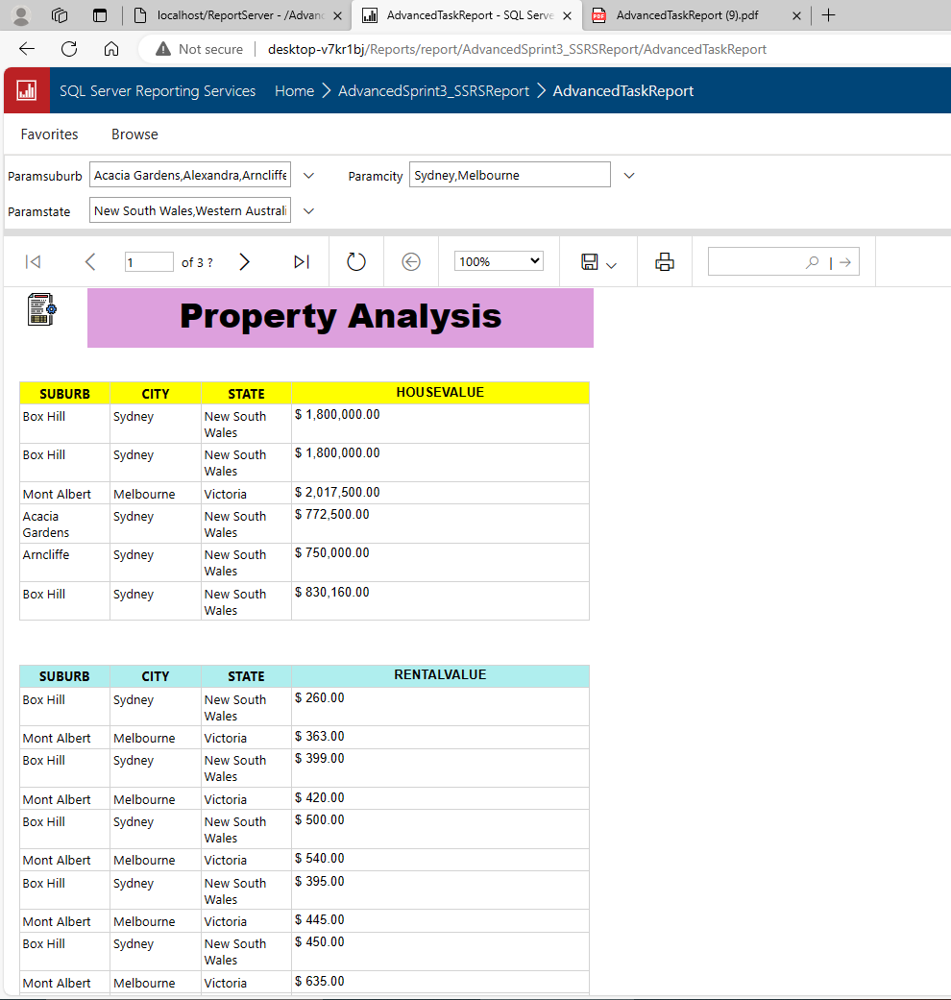 localhost/ReportServer - /Advanc
AdvancedTaskReport - SQL Serve
AdvancedTaskReport (9).pdf
Not secure desktop-v7kr1bj/Reports/report/AdvancedSprint3_SSRSReport/AdvancedTaskReport
SQL Server Reporting Services Home > AdvancedSprint3_SSRSReport > AdvancedTaskReport
Favorites Browse
Paramsuburb Acacia Gardens,Alexandra,Arncliffe Paramcity Sydney,Melbourne
Paramstate New South Wales,Western Australi
1 of 3 ? 100%
Property Analysis
SUBURB CITY STATE HOUSEVALUE
Box Hill Sydney New South $ 1,800,000.00
Wales
Box Hill Sydney New South $ 1,800,000.00
Wales
Mont Albert Melbourne Victoria $ 2,017,500.00
Acacia Sydney New South $ 772,500.00
Gardens Wales
Arncliffe Sydney New South $ 750,000.00
Wales
Box Hill Sydney New South $ 830,160.00
Wales
SUBURB CITY STATE RENTALVALUE
Box Hill Sydney New South $ 260.00
Wales
Mont Albert Melbourne Victoria $ 363.00
Box Hill Sydney New South $ 399.00
Wales
Mont Albert Melbourne Victoria $ 420.00
Box Hill Sydney New South $ 500.00
Wales
Mont Albert Melbourne Victoria $ 540.00
Box Hill Sydney New South $ 395.00
Wales
Mont Albert Melbourne Victoria $ 445.00
Box Hill Sydney New South $ 450.00
Wales
Mont Albert Melbourne Victoria $ 635.00